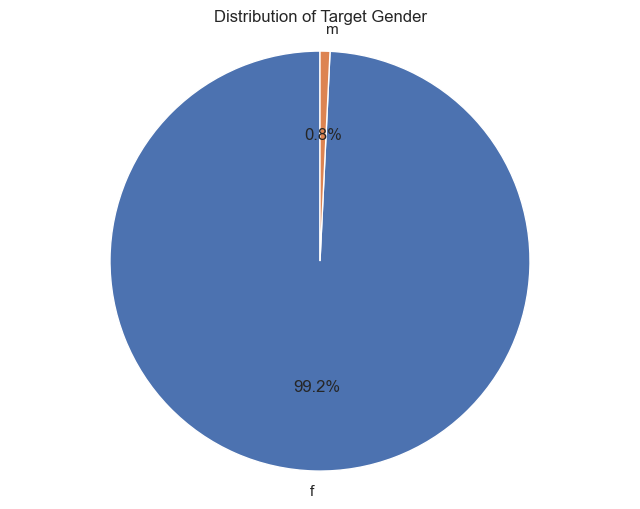 Distribution of Target Gender
m
0.8%
99.2%
f